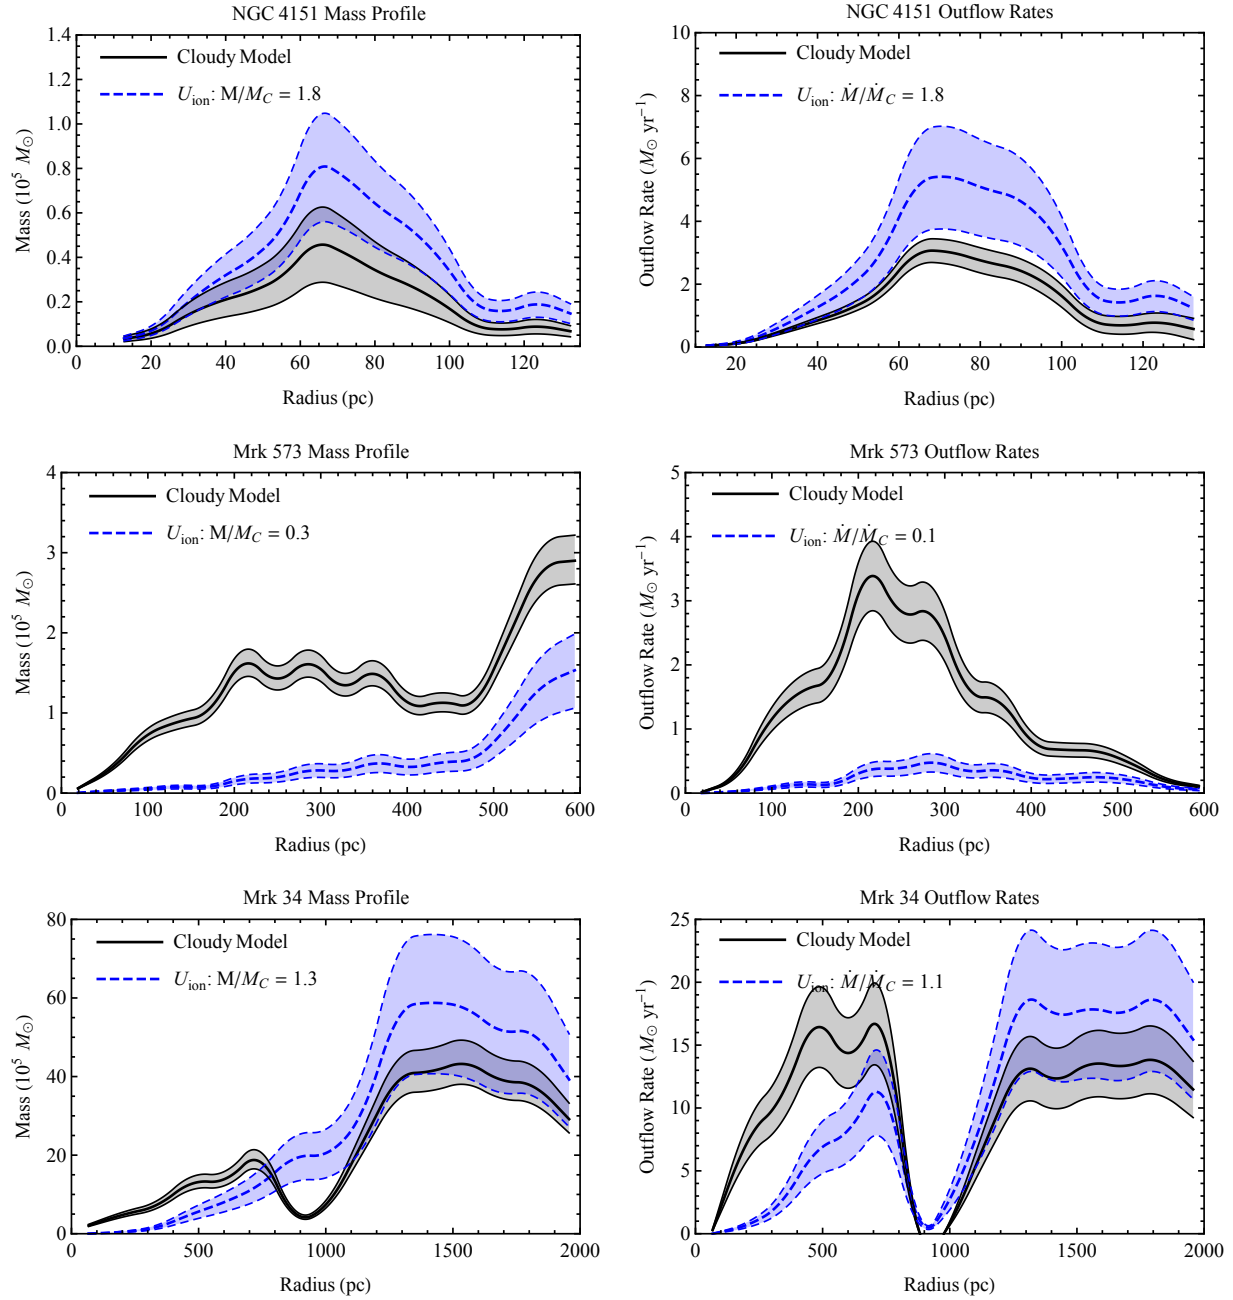 NGC 4151 Mass Profile
1.4
1.2
1.0
0.8
0.6
0.4
0.2
0.0
Mass (10⁵ M⊙)
Cloudy Model
U_ion: M/M_C = 1.8
0 20 40 60 80 100 120
Radius (pc)
NGC 4151 Outflow Rates
10
8
6
4
2
0
Outflow Rate (M⊙ yr⁻¹)
Cloudy Model
U_ion: Ṁ/Ṁ_C = 1.8
20 40 60 80 100 120
Radius (pc)
Mrk 573 Mass Profile
4
3
2
1
0
Mass (10⁵ M⊙)
Cloudy Model
U_ion: M/M_C = 0.3
0 100 200 300 400 500 600
Radius (pc)
Mrk 573 Outflow Rates
5
4
3
2
1
0
Outflow Rate (M⊙ yr⁻¹)
Cloudy Model
U_ion: Ṁ/Ṁ_C = 0.1
0 100 200 300 400 500 600
Radius (pc)
Mrk 34 Mass Profile
80
60
40
20
0
Mass (10⁵ M⊙)
Cloudy Model
U_ion: M/M_C = 1.3
0 500 1000 1500 2000
Radius (pc)
Mrk 34 Outflow Rates
25
20
15
10
5
0
Outflow Rate (M⊙ yr⁻¹)
Cloudy Model
U_ion: Ṁ/Ṁ_C = 1.1
0 500 1000 1500 2000
Radius (pc)